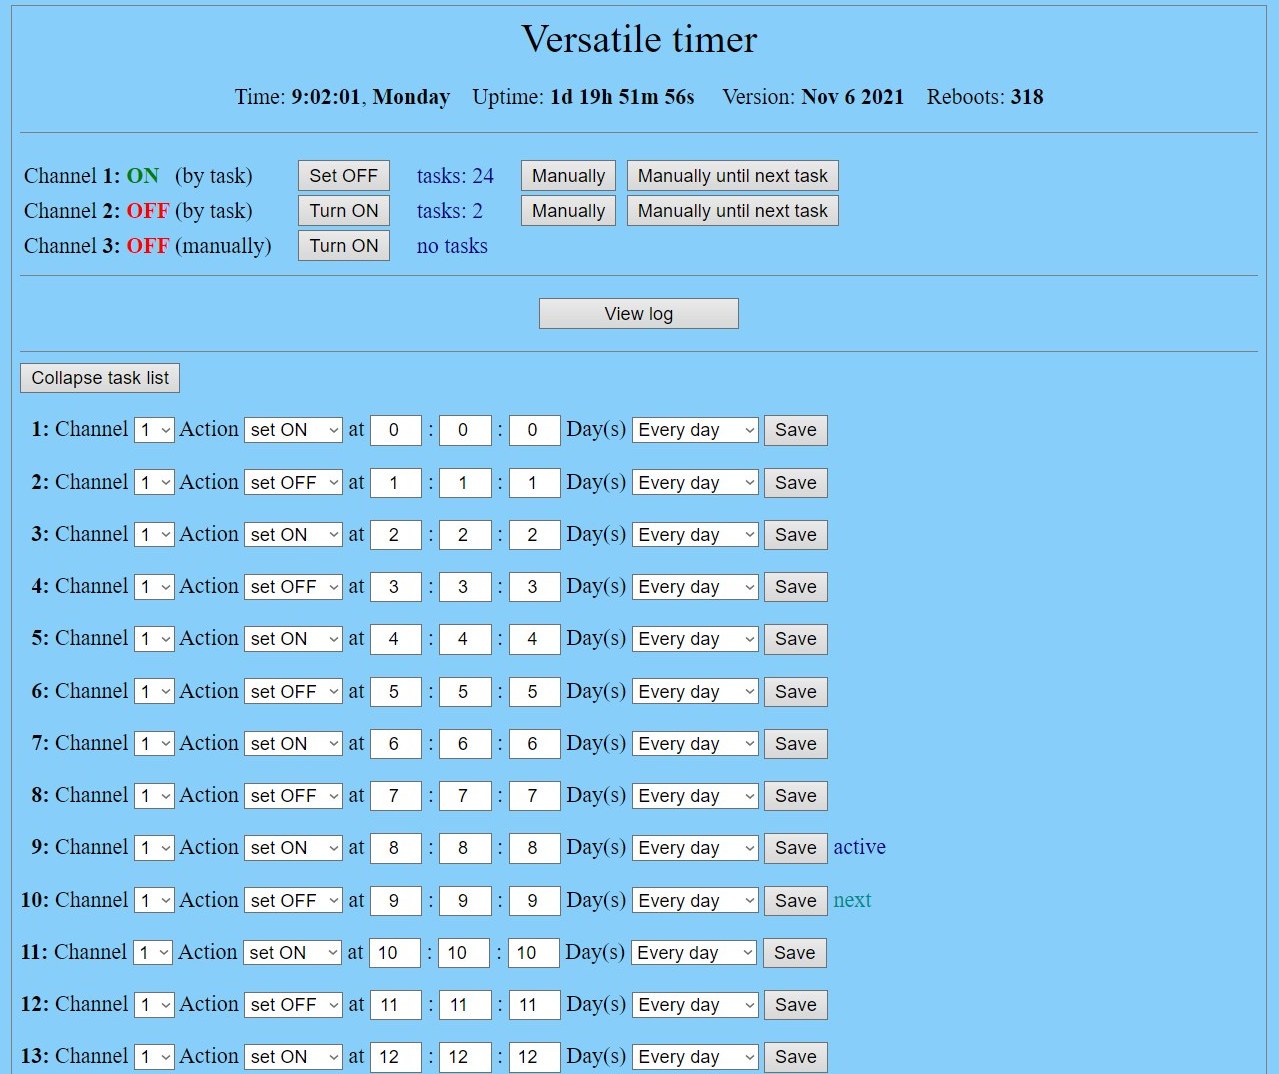 Versatile timer
Time: 9:02:01, Monday Uptime: 1d 19h 51m 56s Version: Nov 6 2021 Reboots: 318
Channel 1: ON (by task) Set OFF tasks: 24 Manually Manually until next task
Channel 2: OFF (by task) Turn ON tasks: 2 Manually Manually until next task
Channel 3: OFF (manually) Turn ON no tasks
View log
Collapse task list
1: Channel 1 Action set ON at 0 : 0 : 0 Day(s) Every day Save
2: Channel 1 Action set OFF at 1 : 1 : 1 Day(s) Every day Save
3: Channel 1 Action set ON at 2 : 2 : 2 Day(s) Every day Save
4: Channel 1 Action set OFF at 3 : 3 : 3 Day(s) Every day Save
5: Channel 1 Action set ON at 4 : 4 : 4 Day(s) Every day Save
6: Channel 1 Action set OFF at 5 : 5 : 5 Day(s) Every day Save
7: Channel 1 Action set ON at 6 : 6 : 6 Day(s) Every day Save
8: Channel 1 Action set OFF at 7 : 7 : 7 Day(s) Every day Save
9: Channel 1 Action set ON at 8 : 8 : 8 Day(s) Every day Save active
10: Channel 1 Action set OFF at 9 : 9 : 9 Day(s) Every day Save next
11: Channel 1 Action set ON at 10 : 10 : 10 Day(s) Every day Save
12: Channel 1 Action set OFF at 11 : 11 : 11 Day(s) Every day Save
13: Channel 1 Action set ON at 12 : 12 : 12 Day(s) Every day Save